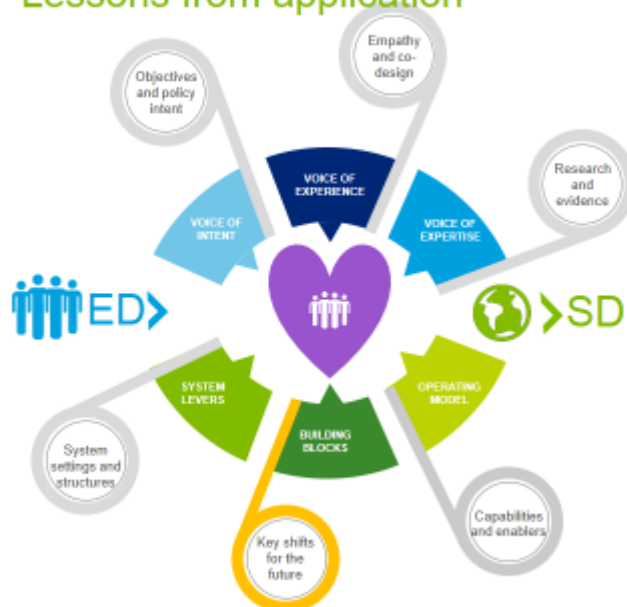 Lessons from application
Empathy
and co-
design
Objectives
and policy
intent
VOICE OF
EXPERIENCE
Research
and
evidence
VOICE OF
INTENT
VOICE OF
EXPERTISE
ED>
>SD
SYSTEM
LEVERS
OPERATING
MODEL
BUILDING
BLOCKS
System
settings and
structures
Capabilities
and enablers
Key shifts
for the
future